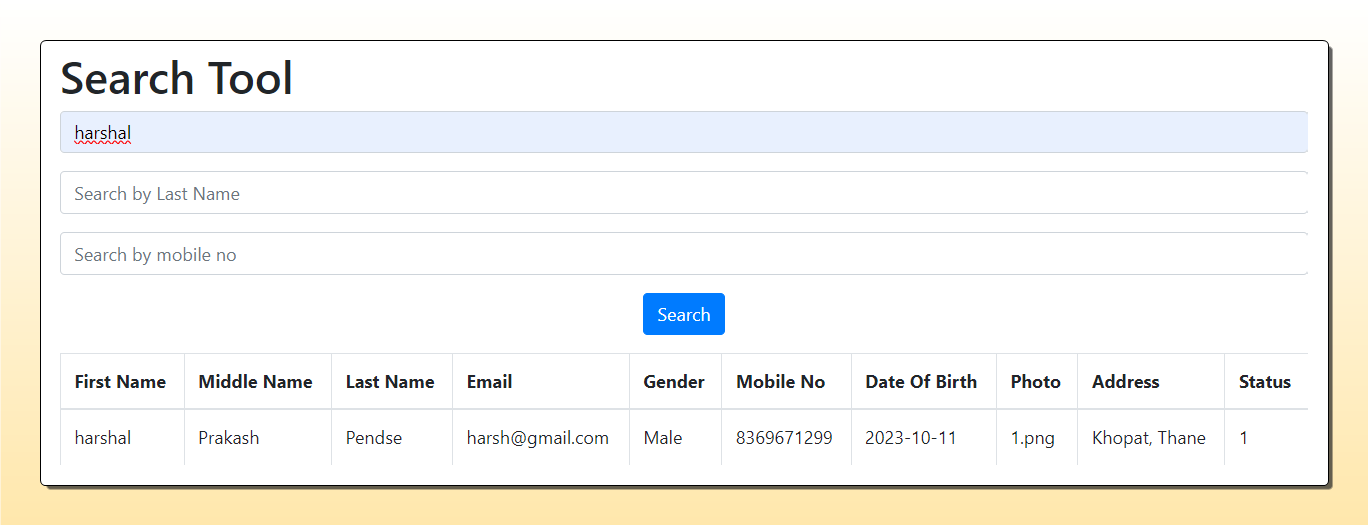 Search Tool
harshal
Search by Last Name
Search by mobile no
Search
First Name Middle Name Last Name Email Gender Mobile No Date Of Birth Photo Address Status
harshal Prakash Pendse harsh@gmail.com Male 8369671299 2023-10-11 1.png Khopat, Thane 1